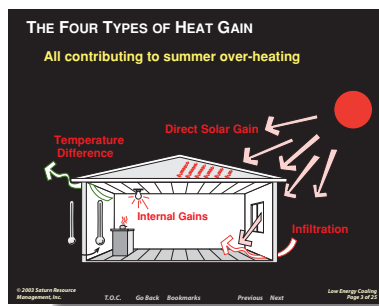 THE FOUR TYPES OF HEAT GAIN
All contributing to summer over-heating
Direct Solar Gain
Temperature
Difference
Internal Gains
Infiltration
© 2003 Saturn Resource
Management, Inc.
T.O.C. Go Back Bookmarks Previous Next
Low Energy Cooling
Page 3 of 25